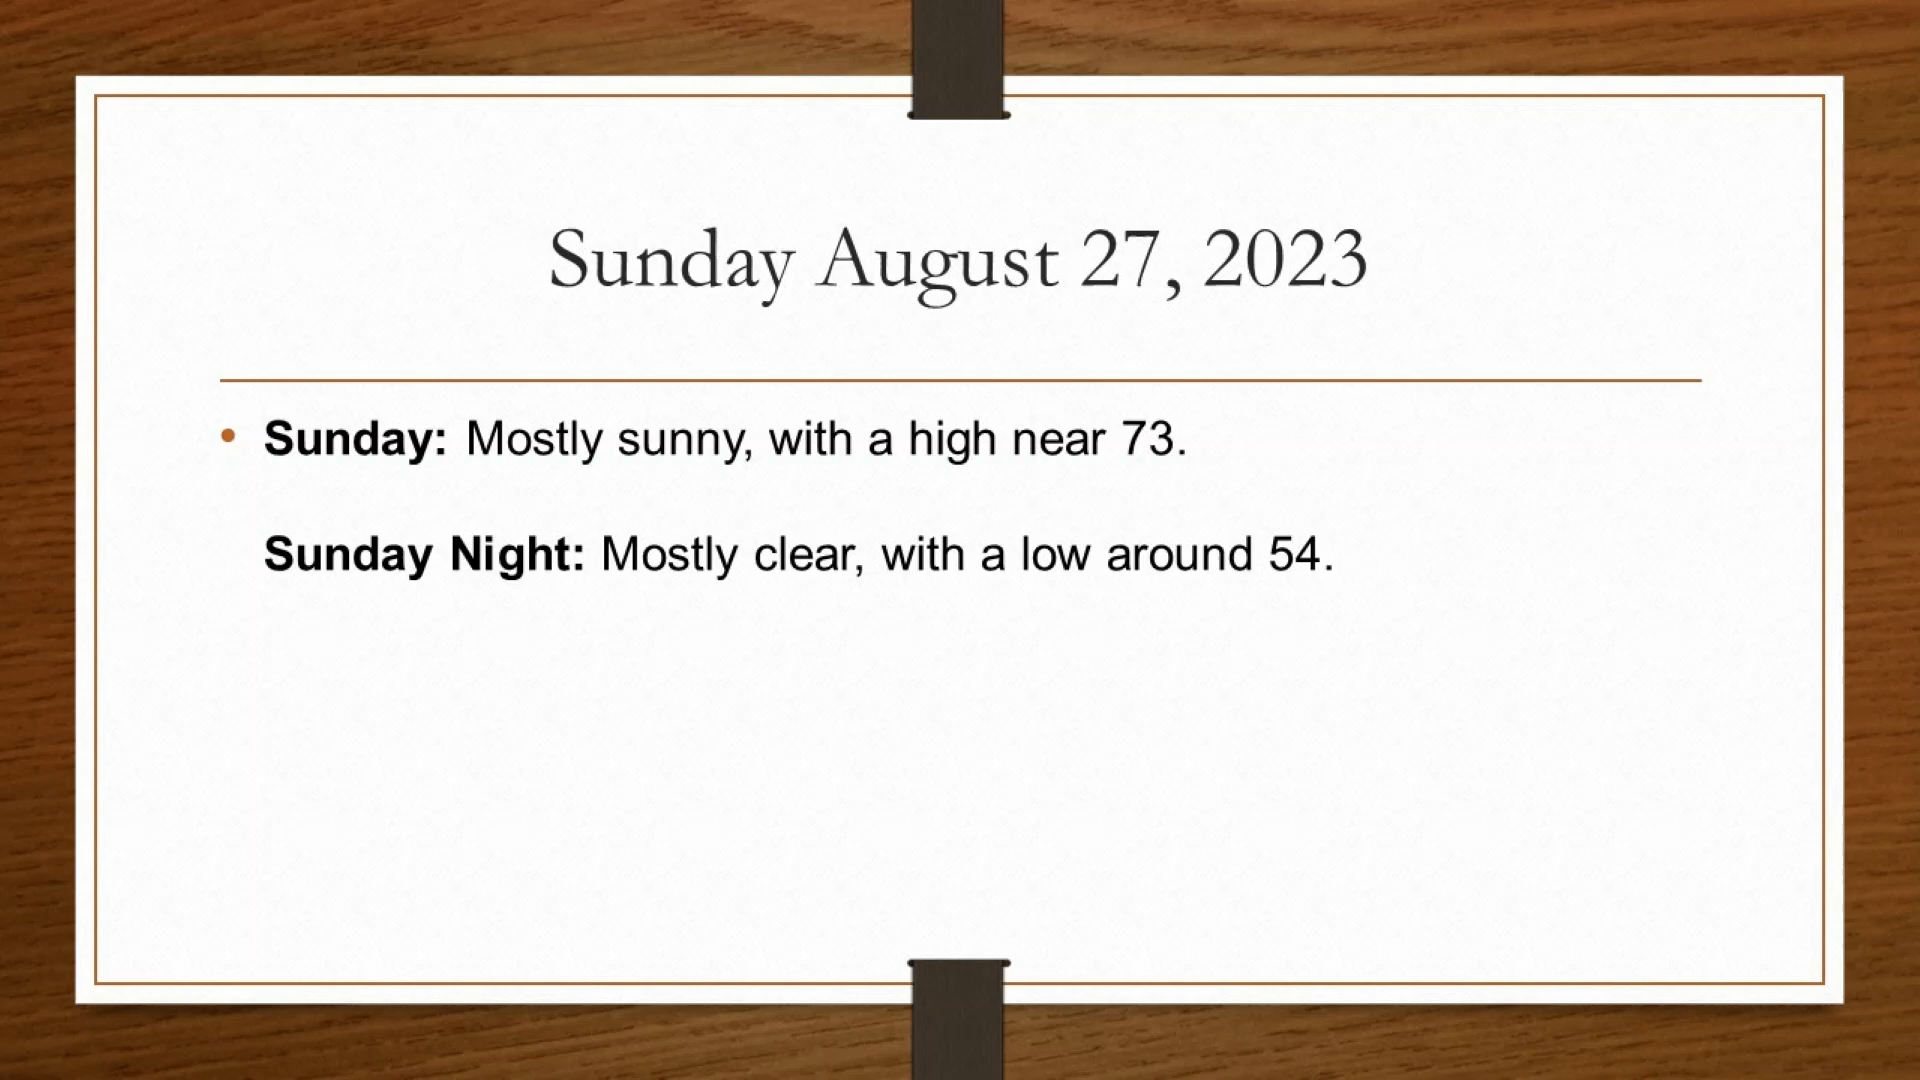 Sunday August 27, 2023
• Sunday: Mostly sunny, with a high near 73.
Sunday Night: Mostly clear, with a low around 54.